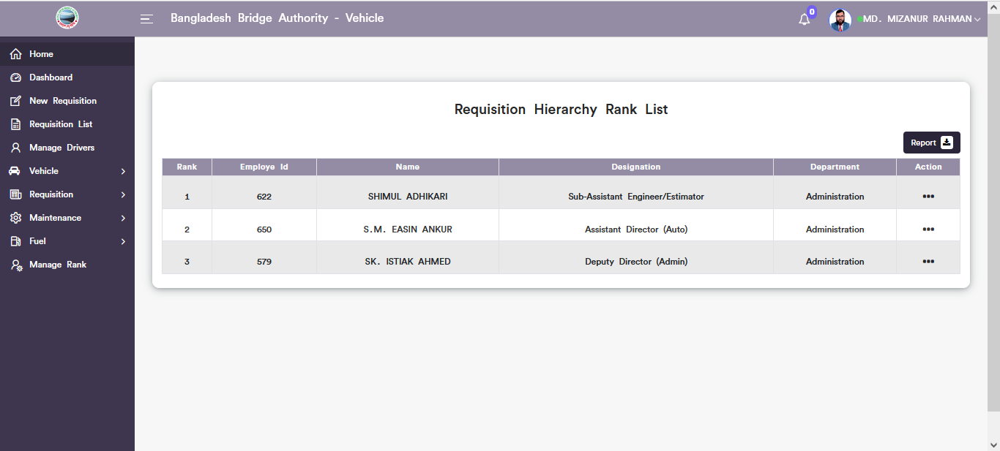 Bangladesh Bridge Authority - Vehicle
0
MD. MIZANUR RAHMAN
Home
Dashboard
New Requisition
Requisition List
Manage Drivers
Vehicle
Requisition
Maintenance
Fuel
Manage Rank
Requisition Hierarchy Rank List
Report
Rank Employe Id Name Designation Department Action
1 622 SHIMUL ADHIKARI Sub-Assistant Engineer/Estimator Administration •••
2 650 S.M. EASIN ANKUR Assistant Director (Auto) Administration •••
3 579 SK. ISTIAK AHMED Deputy Director (Admin) Administration •••